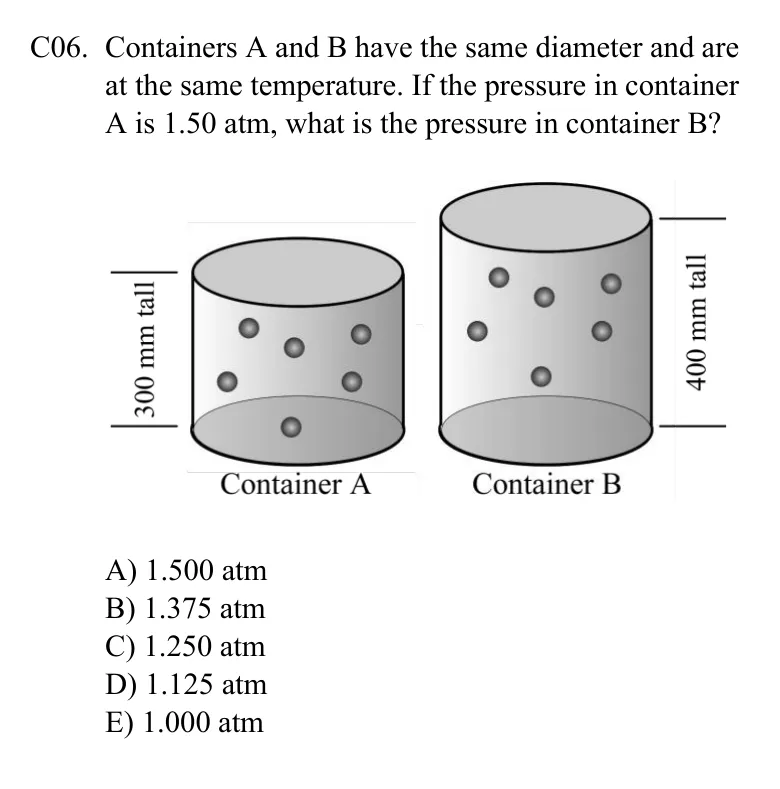 C06. Containers A and B have the same diameter and are
at the same temperature. If the pressure in container
A is 1.50 atm, what is the pressure in container B?
300 mm tall
400 mm tall
Container A
Container B
A) 1.500 atm
B) 1.375 atm
C) 1.250 atm
D) 1.125 atm
E) 1.000 atm